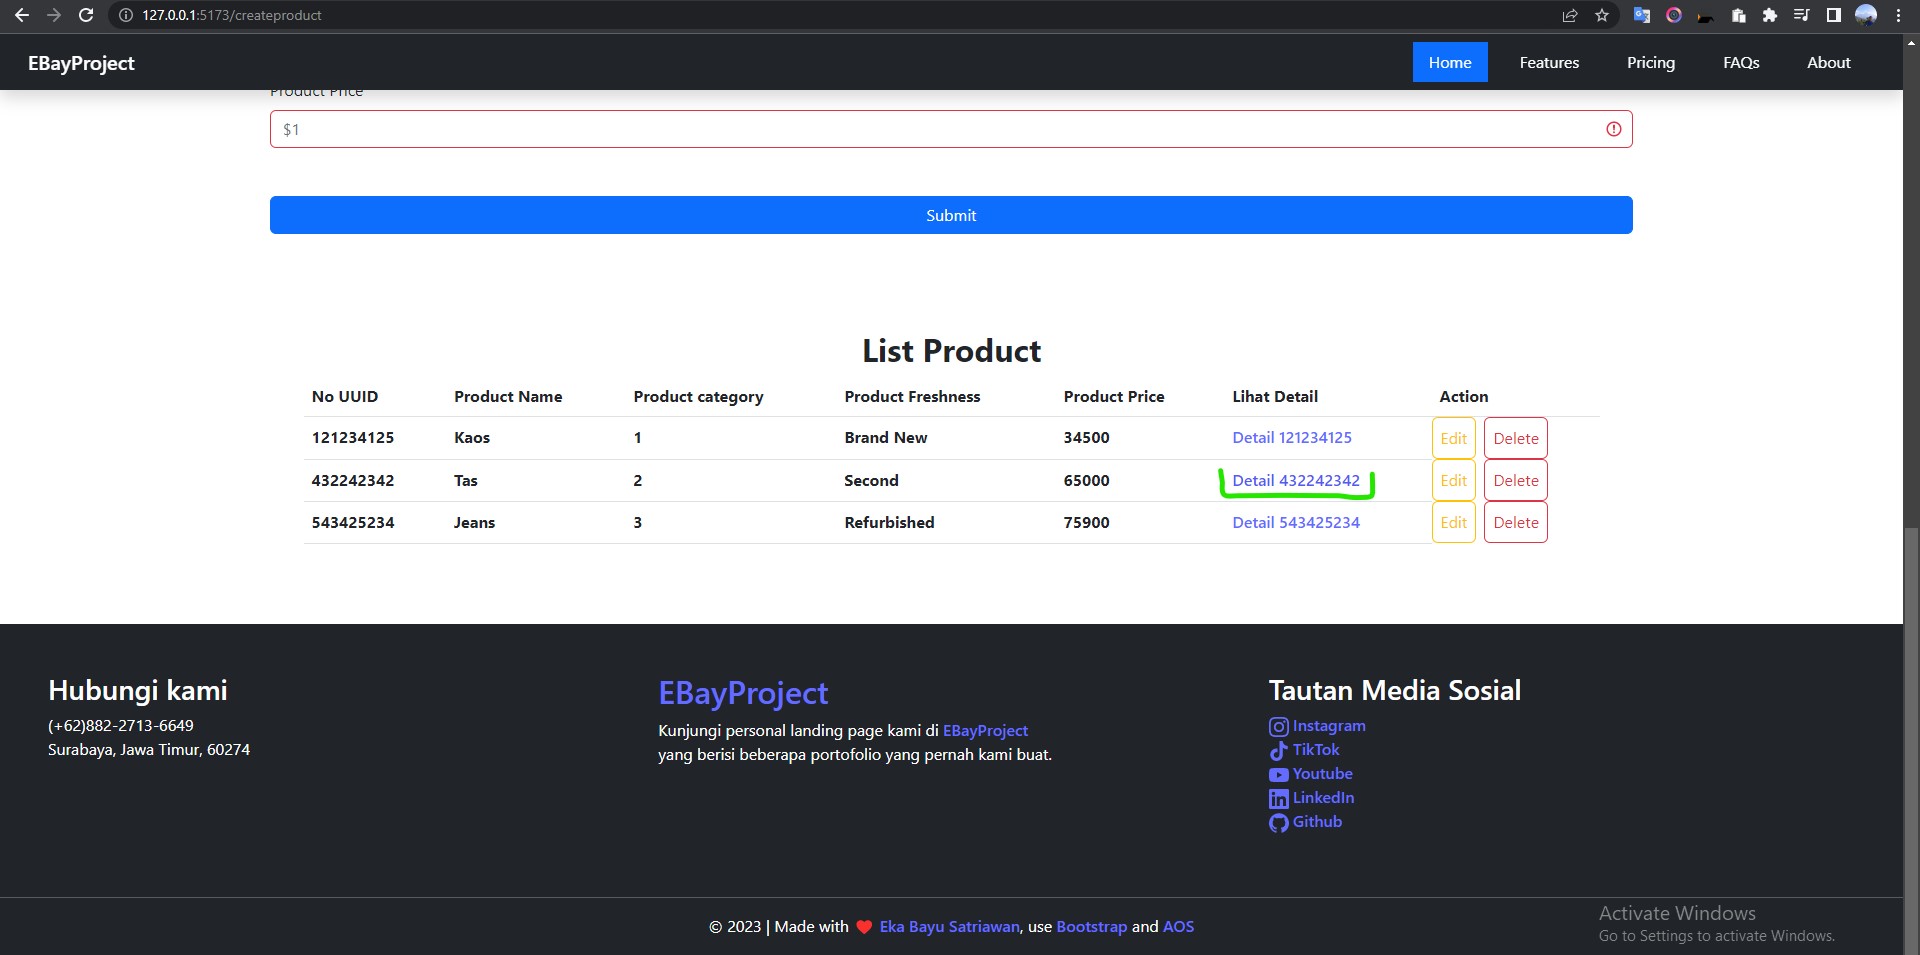 127.0.0.1:5173/createproduct
EBayProject
Home Features Pricing FAQs About
Product Price
$1
Submit
List Product
No UUID Product Name Product category Product Freshness Product Price Lihat Detail Action
121234125 Kaos 1 Brand New 34500 Detail 121234125 Edit Delete
432242342 Tas 2 Second 65000 Detail 432242342 Edit Delete
543425234 Jeans 3 Refurbished 75900 Detail 543425234 Edit Delete
Hubungi kami
(+62)882-2713-6649
Surabaya, Jawa Timur, 60274
EBayProject
Kunjungi personal landing page kami di EBayProject
yang berisi beberapa portofolio yang pernah kami buat.
Tautan Media Sosial
Instagram
TikTok
Youtube
LinkedIn
Github
© 2023 | Made with ❤ Eka Bayu Satriawan, use Bootstrap and AOS
Activate Windows
Go to Settings to activate Windows.